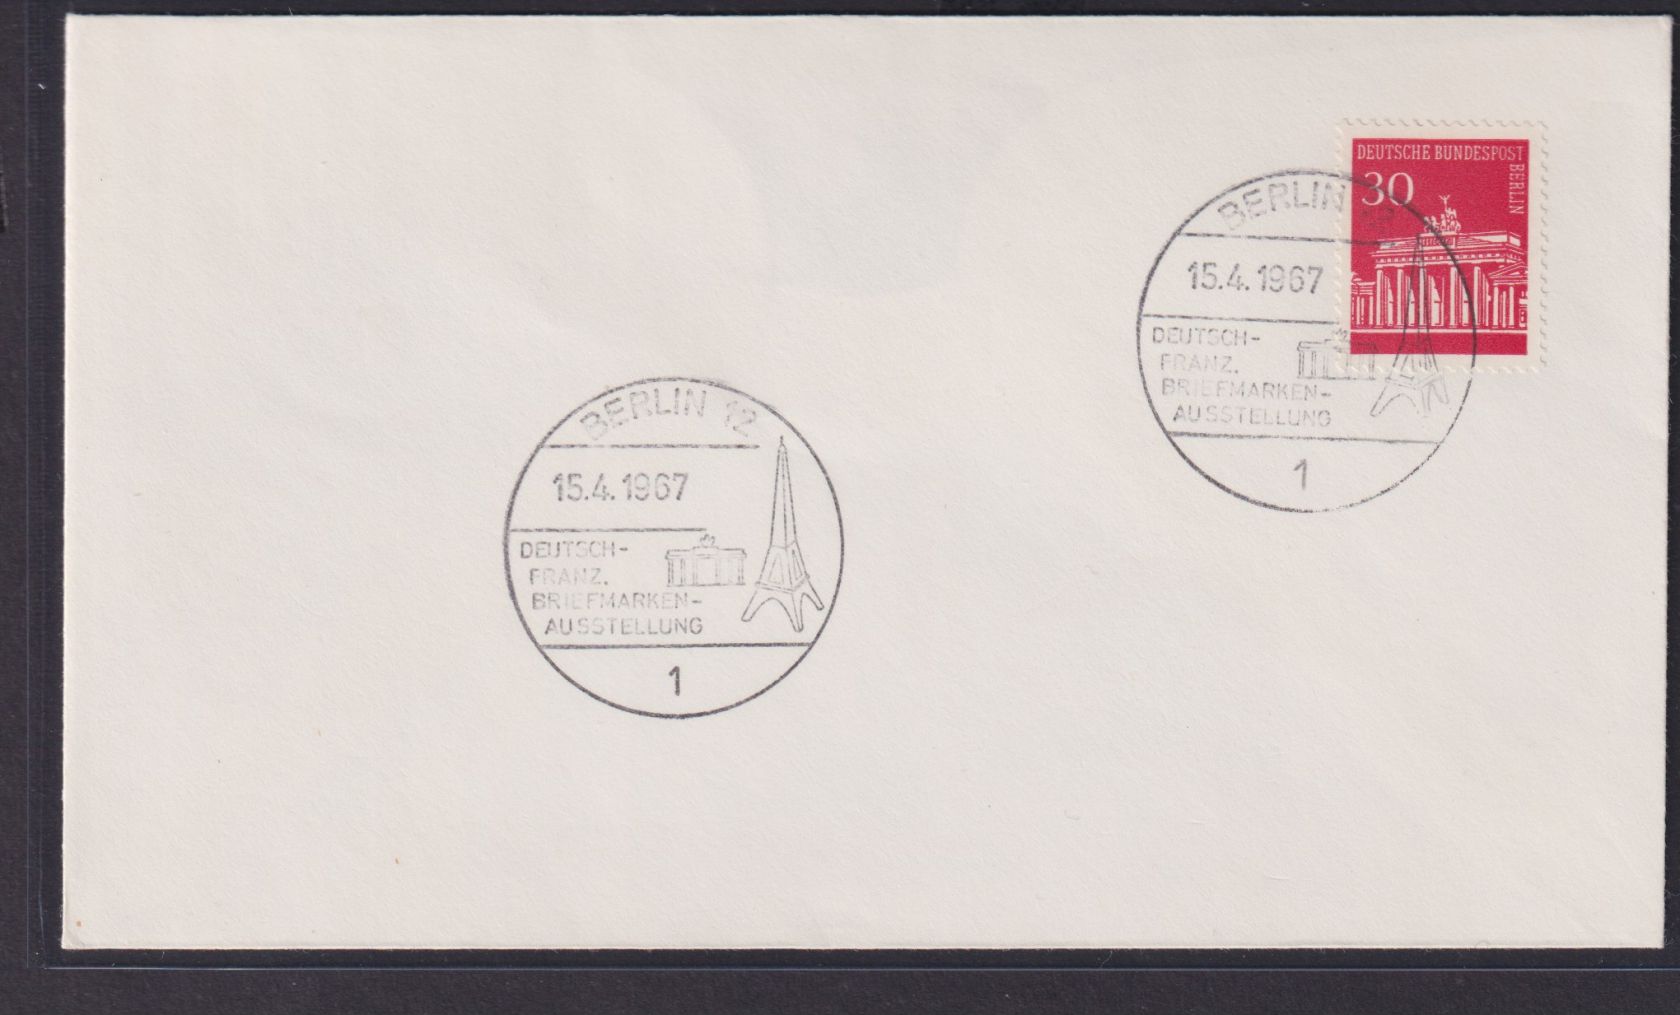 DEUTSCHE BUNDESPOST
BERLIN
30
BERLIN 12
15.4.1967
DEUTSCH-
FRANZ.
BRIEFMARKEN-
AUSSTELLUNG
1
BERLIN 12
15.4.1967
DEUTSCH-
FRANZ.
BRIEFMARKEN-
AUSSTELLUNG
1